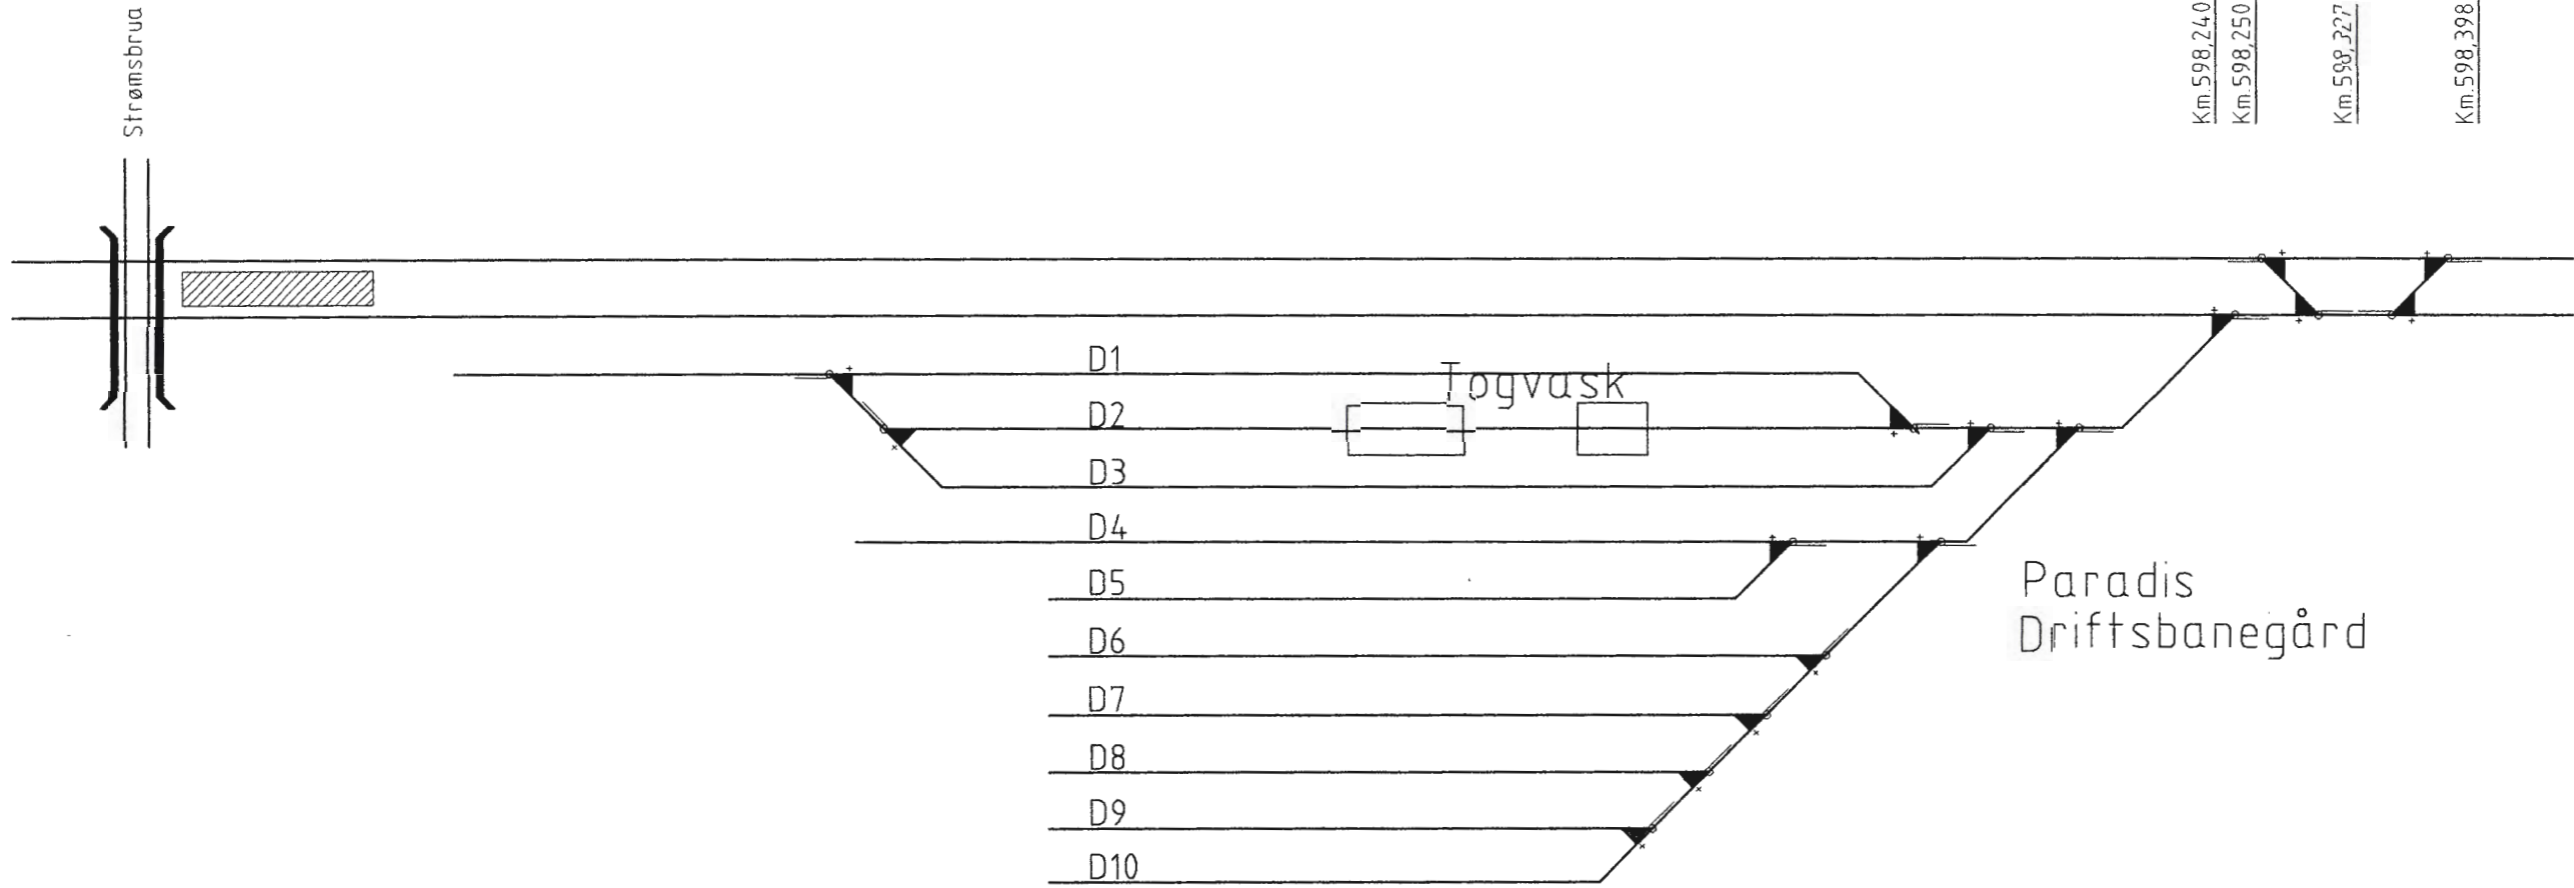 Strømsbrua
Km.598,240
Km.598,250
Km.598,327
Km.598,398
D1
Togvask
D2
D3
D4
D5
D6
D7
D8
D9
D10
Paradis
Driftsbanegård